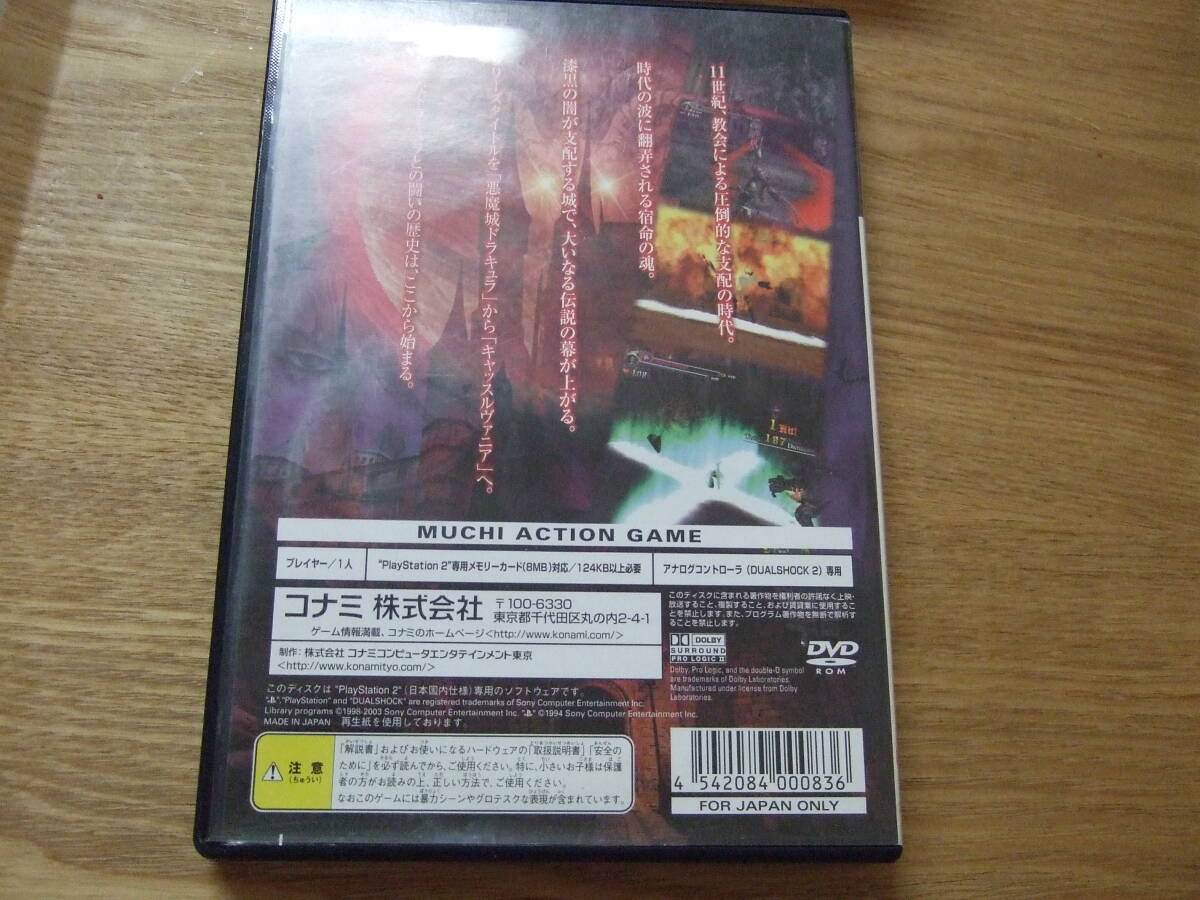 11世紀、教会による圧倒的な支配の時代。
時代の波に翻弄される宿命の魂。
漆黒の闇が支配する城で、大いなる伝説の幕が上がる。
「悪魔城ドラキュラ」から「キャッスルヴァニア」へ。
との闘いの歴史は、ここから始まる。
1 Hit!
187
MUCHI ACTION GAME
プレイヤー/1人
"PlayStation 2"専用メモリーカード(8MB)対応/124KB以上必要
アナログコントローラ (DUALSHOCK 2) 専用
コナミ 株式会社
〒100-6330
東京都千代田区丸の内2-4-1
ゲーム情報満載、コナミのホームページ<http://www.konami.com/>
制作: 株式会社 コナミコンピュータエンタテインメント東京
<http://www.konamityo.com/>
このディスクに含まれる著作物を権利者の許諾なく上映・
放送すること、複製すること、および賃貸業に使用するこ
とを禁止します。また、プログラム著作物を無断で解析す
ることを禁止します。
DOLBY
SURROUND
PRO LOGIC II
DVD
ROM
Dolby, Pro Logic, and the double-D symbol
are trademarks of Dolby Laboratories.
Manufactured under license from Dolby
Laboratories.
このディスクは "PlayStation 2" (日本国内仕様) 専用のソフトウェアです。
"PlayStation" and "DUALSHOCK" are registered trademarks of Sony Computer Entertainment Inc.
Library programs ©1998-2003 Sony Computer Entertainment Inc. ©1994 Sony Computer Entertainment Inc.
MADE IN JAPAN 再生紙を使用しております。
注意
(ちゅうい)
「解説書」およびお使いになるハードウェアの「取扱説明書」「安全の
ために」を必ず読んでから、ご使用ください。特に、小さいお子様は保護
者の方がお読みの上、正しい方法で、ご使用ください。
なおこのゲームには暴力シーンやグロテスクな表現が含まれています。
4 542084 000836
FOR JAPAN ONLY